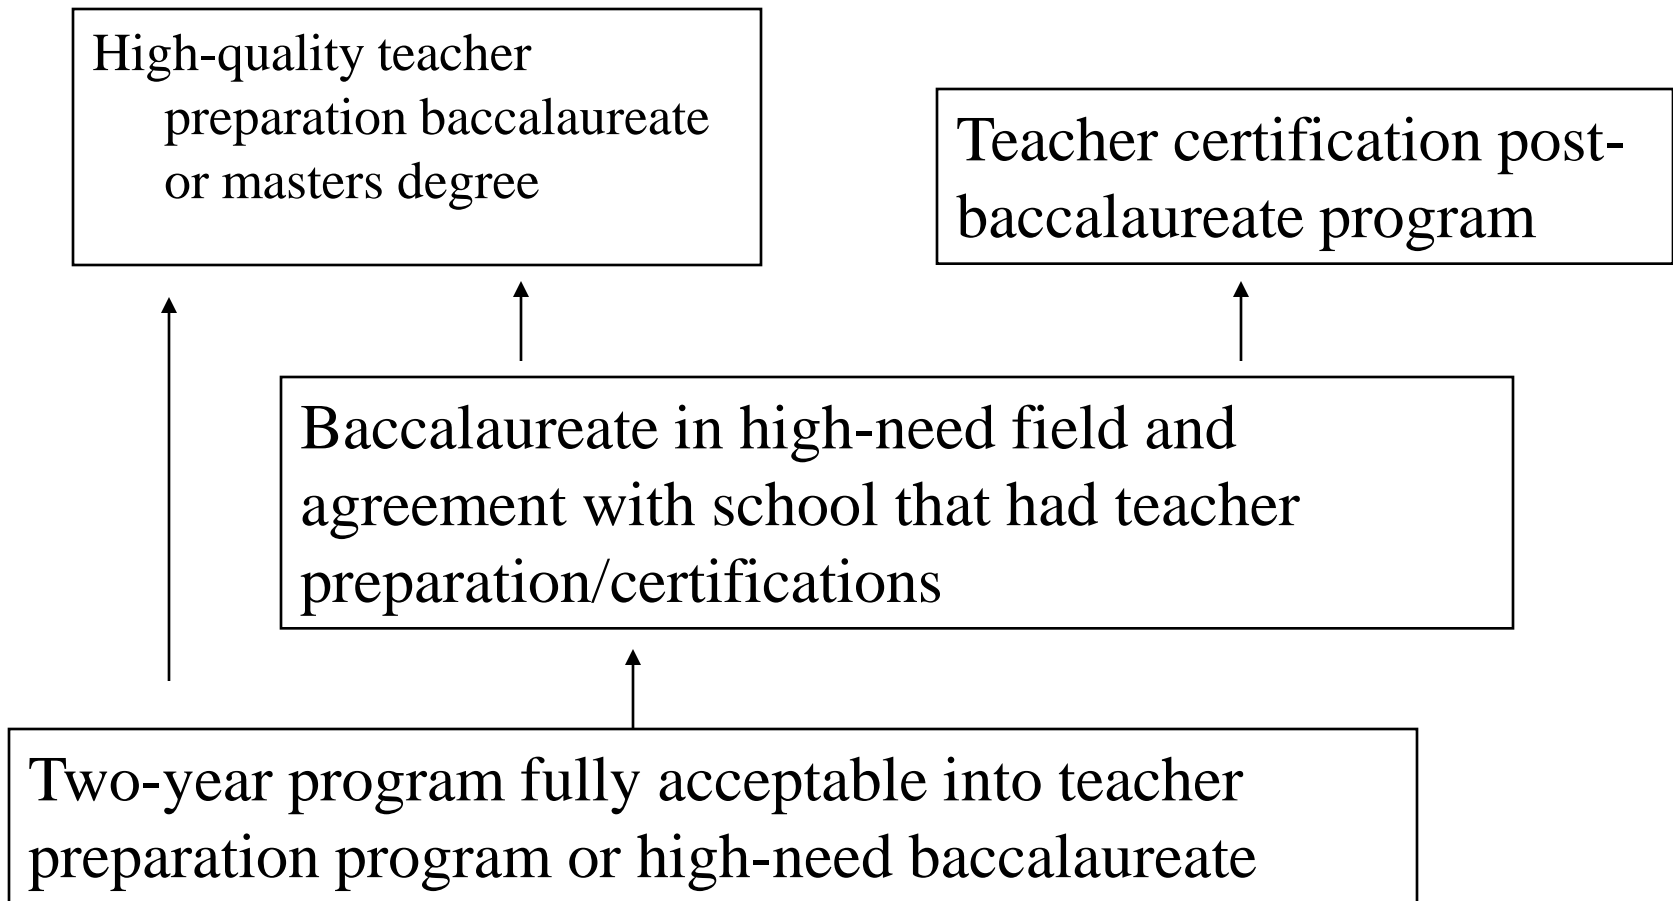 High-quality teacher
preparation baccalaureate
or masters degree
Teacher certification post-
baccalaureate program
Baccalaureate in high-need field and
agreement with school that had teacher
preparation/certifications
Two-year program fully acceptable into teacher
preparation program or high-need baccalaureate